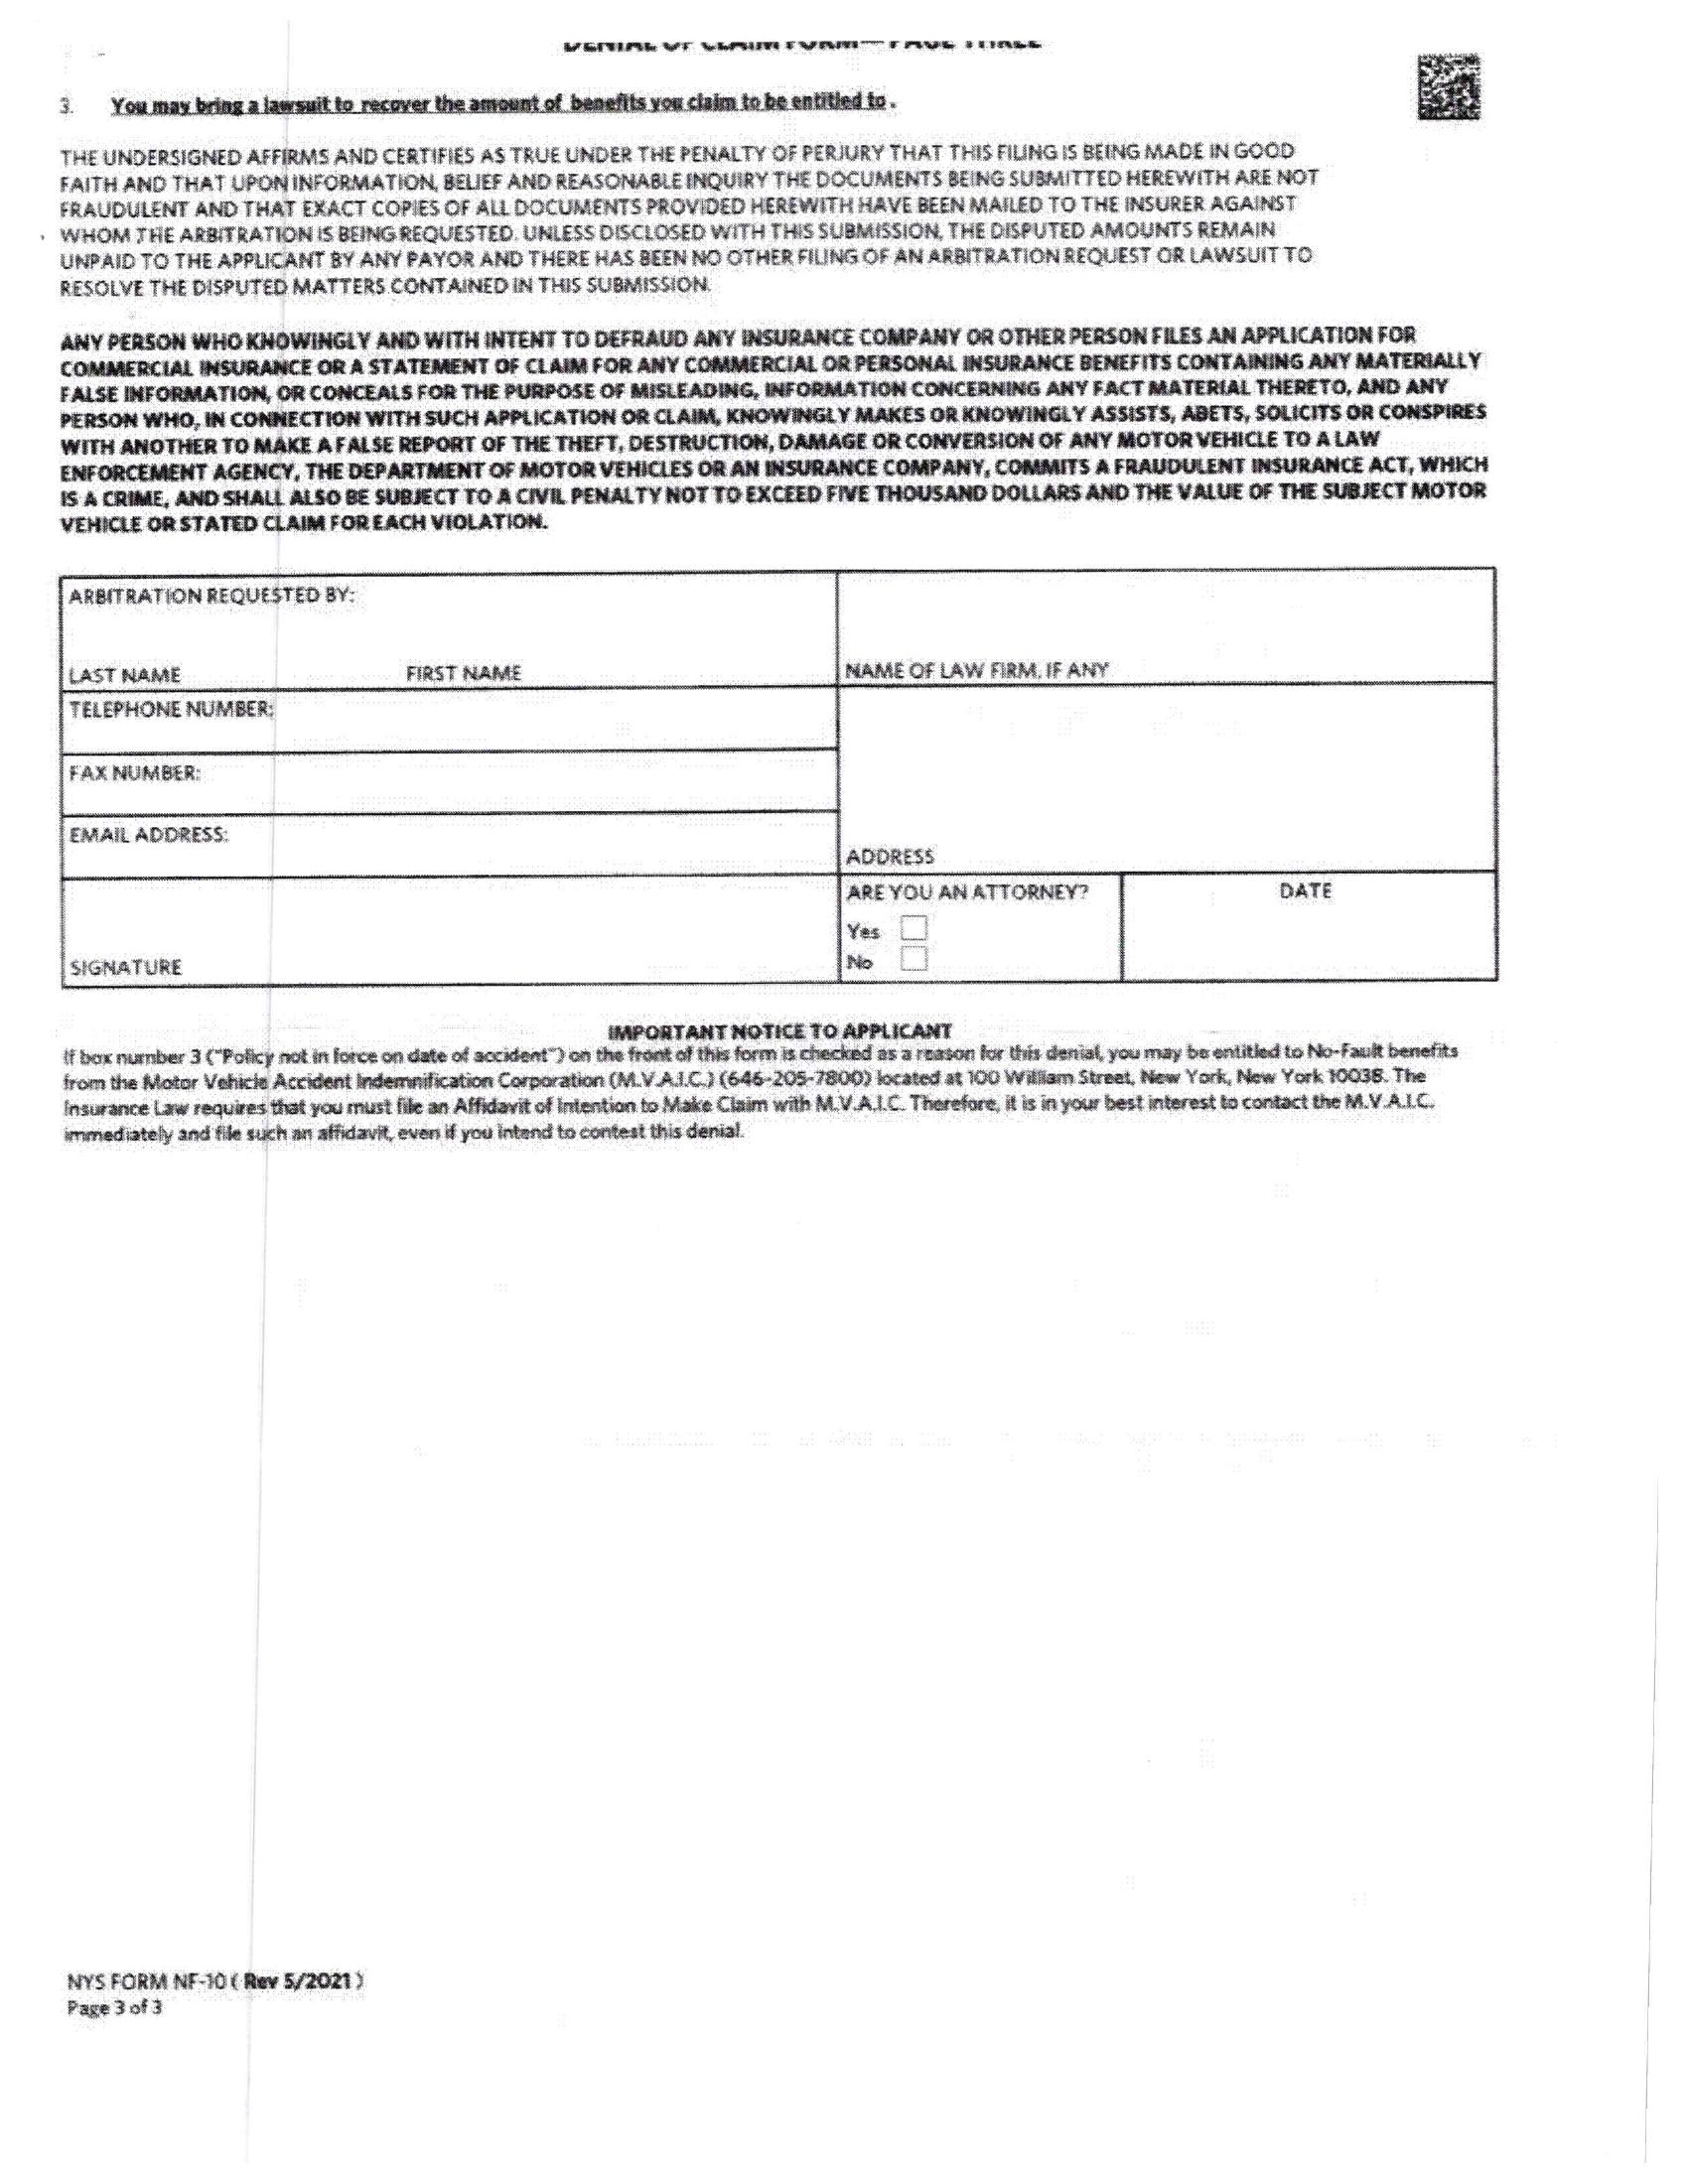 DENIAL OF CLAIM FORM—PAGE THREE
3. You may bring a lawsuit to recover the amount of benefits you claim to be entitled to.
THE UNDERSIGNED AFFIRMS AND CERTIFIES AS TRUE UNDER THE PENALTY OF PERJURY THAT THIS FILING IS BEING MADE IN GOOD
FAITH AND THAT UPON INFORMATION, BELIEF AND REASONABLE INQUIRY THE DOCUMENTS BEING SUBMITTED HEREWITH ARE NOT
FRAUDULENT AND THAT EXACT COPIES OF ALL DOCUMENTS PROVIDED HEREWITH HAVE BEEN MAILED TO THE INSURER AGAINST
WHOM THE ARBITRATION IS BEING REQUESTED. UNLESS DISCLOSED WITH THIS SUBMISSION, THE DISPUTED AMOUNTS REMAIN
UNPAID TO THE APPLICANT BY ANY PAYOR AND THERE HAS BEEN NO OTHER FILING OF AN ARBITRATION REQUEST OR LAWSUIT TO
RESOLVE THE DISPUTED MATTERS CONTAINED IN THIS SUBMISSION.
ANY PERSON WHO KNOWINGLY AND WITH INTENT TO DEFRAUD ANY INSURANCE COMPANY OR OTHER PERSON FILES AN APPLICATION FOR
COMMERCIAL INSURANCE OR A STATEMENT OF CLAIM FOR ANY COMMERCIAL OR PERSONAL INSURANCE BENEFITS CONTAINING ANY MATERIALLY
FALSE INFORMATION, OR CONCEALS FOR THE PURPOSE OF MISLEADING, INFORMATION CONCERNING ANY FACT MATERIAL THERETO, AND ANY
PERSON WHO, IN CONNECTION WITH SUCH APPLICATION OR CLAIM, KNOWINGLY MAKES OR KNOWINGLY ASSISTS, ABETS, SOLICITS OR CONSPIRES
WITH ANOTHER TO MAKE A FALSE REPORT OF THE THEFT, DESTRUCTION, DAMAGE OR CONVERSION OF ANY MOTOR VEHICLE TO A LAW
ENFORCEMENT AGENCY, THE DEPARTMENT OF MOTOR VEHICLES OR AN INSURANCE COMPANY, COMMITS A FRAUDULENT INSURANCE ACT, WHICH
IS A CRIME, AND SHALL ALSO BE SUBJECT TO A CIVIL PENALTY NOT TO EXCEED FIVE THOUSAND DOLLARS AND THE VALUE OF THE SUBJECT MOTOR
VEHICLE OR STATED CLAIM FOR EACH VIOLATION.
ARBITRATION REQUESTED BY:
LAST NAME FIRST NAME
NAME OF LAW FIRM, IF ANY
TELEPHONE NUMBER:
FAX NUMBER:
EMAIL ADDRESS:
ADDRESS
SIGNATURE
ARE YOU AN ATTORNEY?
Yes
No
DATE
IMPORTANT NOTICE TO APPLICANT
If box number 3 ("Policy not in force on date of accident") on the front of this form is checked as a reason for this denial, you may be entitled to No-Fault benefits
from the Motor Vehicle Accident Indemnification Corporation (M.V.A.I.C.) (646-205-7800) located at 100 William Street, New York, New York 10038. The
Insurance Law requires that you must file an Affidavit of Intention to Make Claim with M.V.A.I.C. Therefore, it is in your best interest to contact the M.V.A.I.C.
immediately and file such an affidavit, even if you intend to contest this denial.
NYS FORM NF-10 ( Rev 5/2021 )
Page 3 of 3